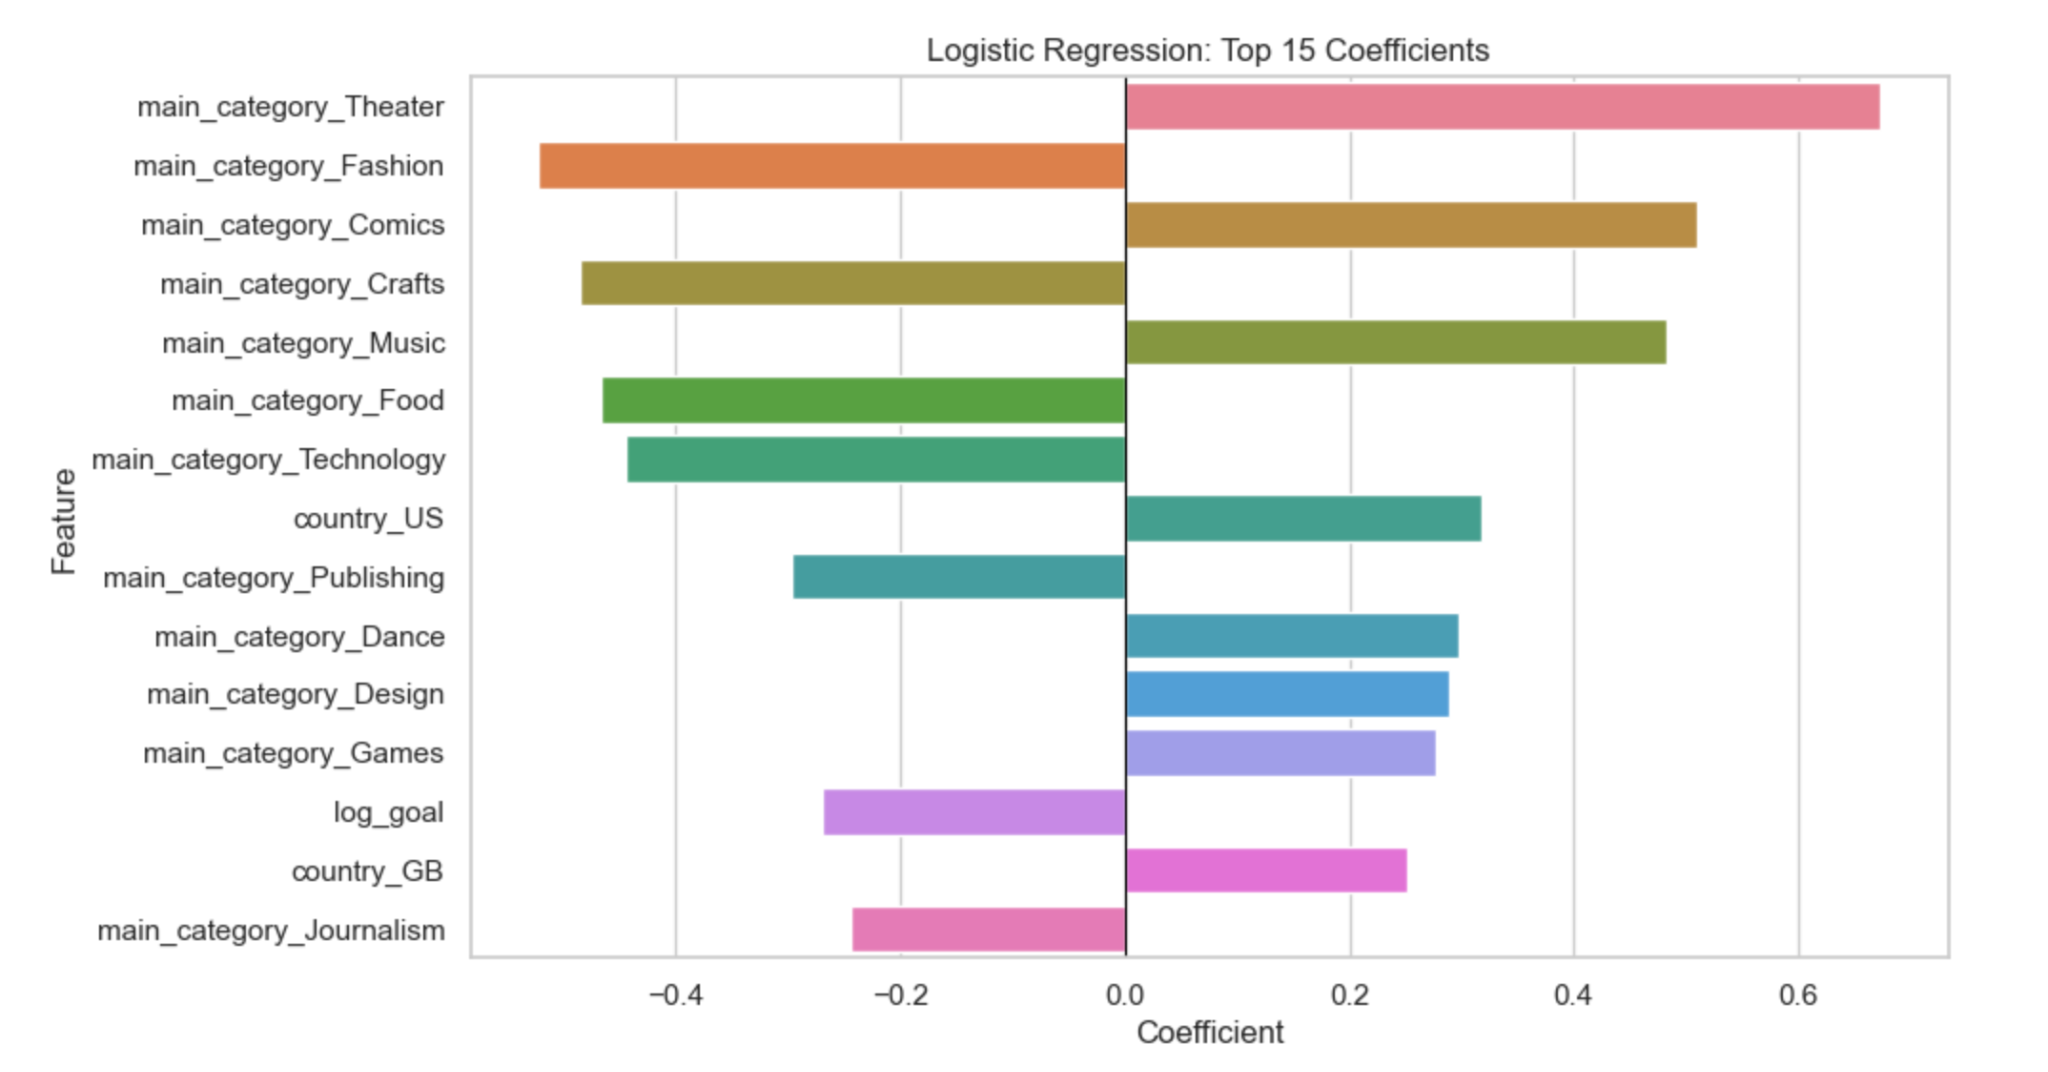 Logistic Regression: Top 15 Coefficients
main_category_Theater
main_category_Fashion
main_category_Comics
main_category_Crafts
main_category_Music
main_category_Food
main_category_Technology
country_US
main_category_Publishing
main_category_Dance
main_category_Design
main_category_Games
log_goal
country_GB
main_category_Journalism
Feature
−0.4 −0.2 0.0 0.2 0.4 0.6
Coefficient